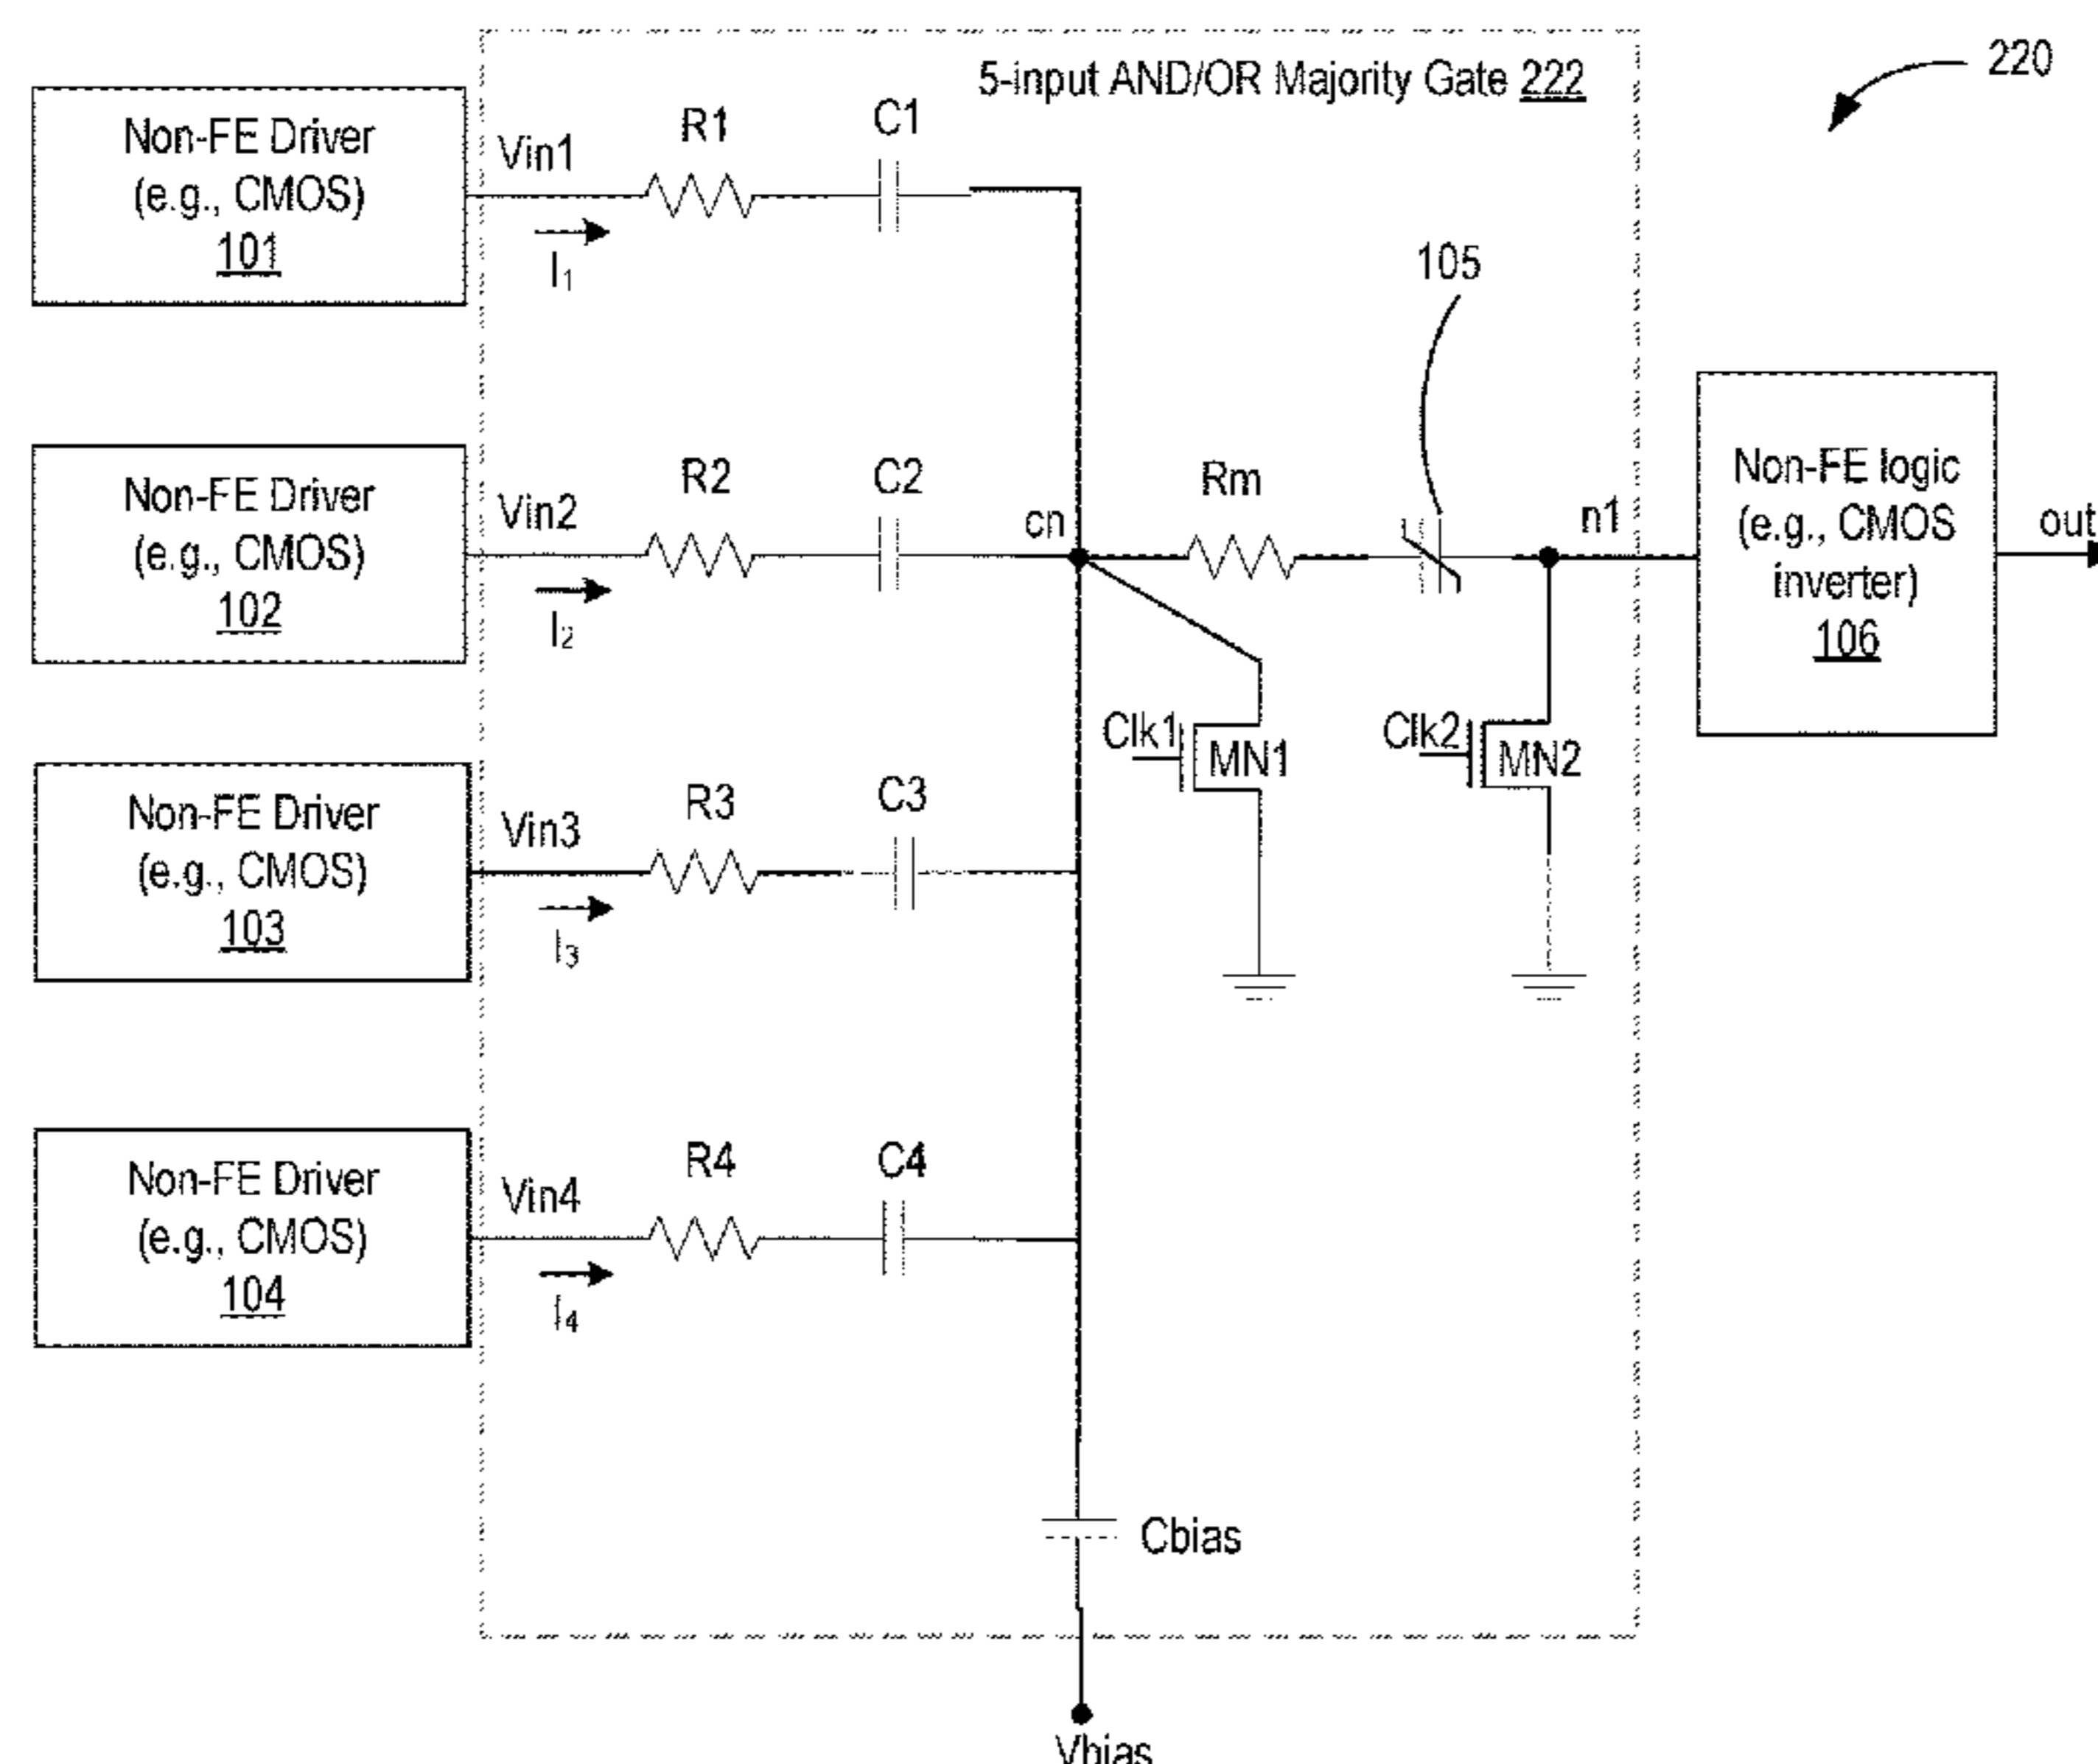 5-input AND/OR Majority Gate 222
220
Non-FE Driver
(e.g., CMOS)
101
Vin1
I1
R1
C1
105
Non-FE Driver
(e.g., CMOS)
102
Vin2
I2
R2
C2
cn
Rm
n1
Non-FE logic
(e.g., CMOS
inverter)
106
out
Clk1
MN1
Clk2
MN2
Non-FE Driver
(e.g., CMOS)
103
Vin3
I3
R3
C3
Non-FE Driver
(e.g., CMOS)
104
Vin4
I4
R4
C4
Cbias
Vbias